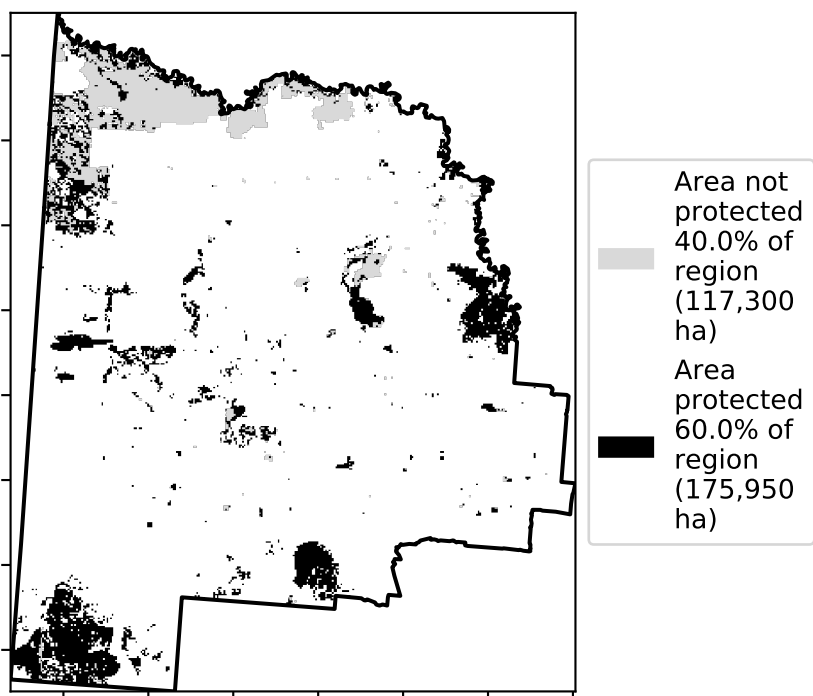 Area not
protected
40.0% of
region
(117,300
ha)
Area
protected
60.0% of
region
(175,950
ha)